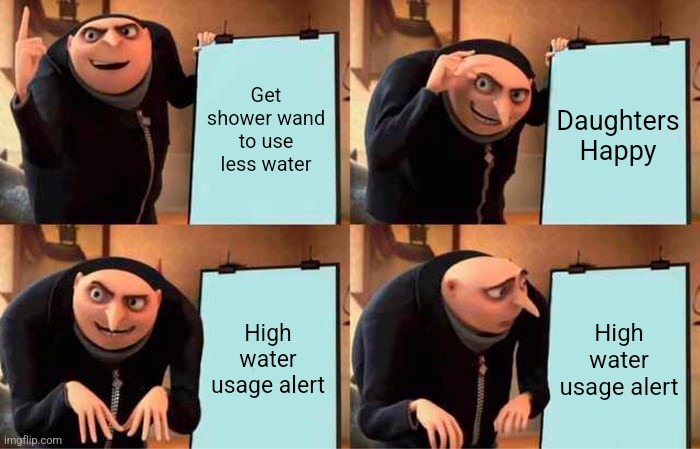 Get
shower wand
to use
less water
Daughters
Happy
High
water
usage alert
High
water
usage alert
imgflip.com